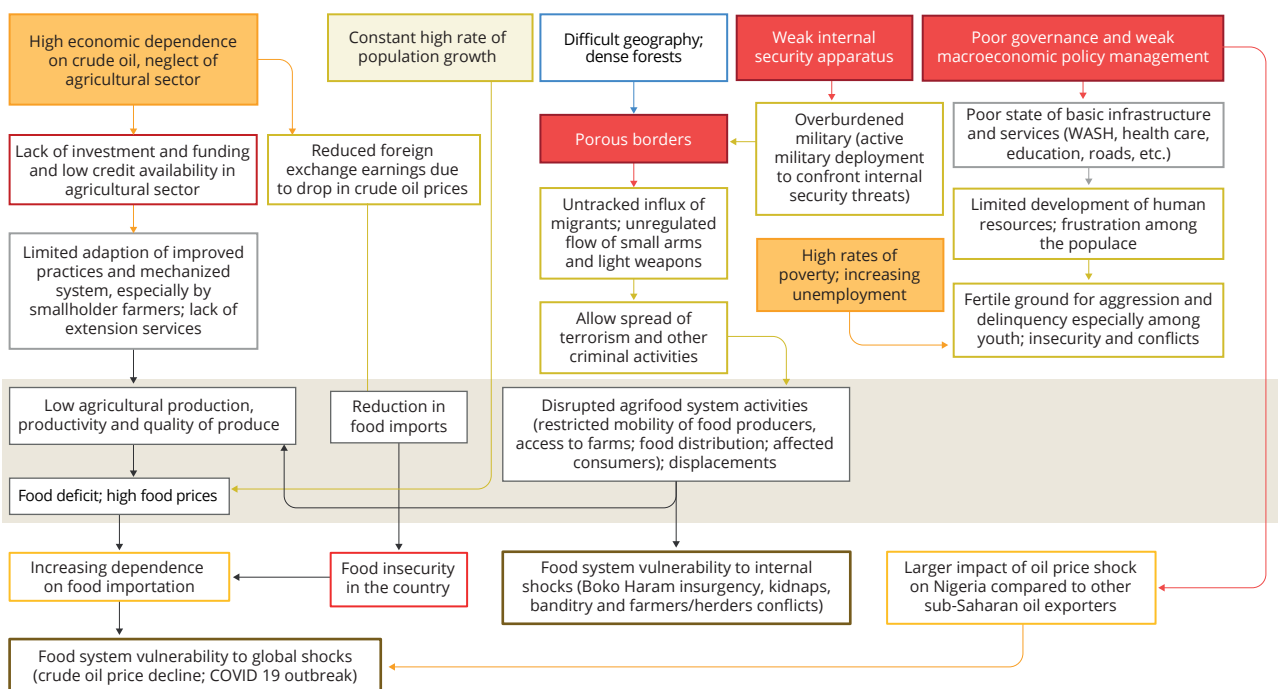 High economic dependence
on crude oil, neglect of
agricultural sector
Constant high rate of
population growth
Difficult geography;
dense forests
Weak internal
security apparatus
Poor governance and weak
macroeconomic policy management
Lack of investment and funding
and low credit availability in
agricultural sector
Reduced foreign
exchange earnings due
to drop in crude oil prices
Porous borders
Overburdened
military (active
military deployment
to confront internal
security threats)
Poor state of basic infrastructure
and services (WASH, health care,
education, roads, etc.)
Untracked influx of
migrants; unregulated
flow of small arms
and light weapons
Limited development of human
resources; frustration among
the populace
Limited adaption of improved
practices and mechanized
system, especially by
smallholder farmers; lack of
extension services
High rates of
poverty; increasing
unemployment
Fertile ground for aggression and
delinquency especially among
youth; insecurity and conflicts
Allow spread of
terrorism and other
criminal activities
Low agricultural production,
productivity and quality of produce
Reduction in
food imports
Disrupted agrifood system activities
(restricted mobility of food producers,
access to farms; food distribution; affected
consumers); displacements
Food deficit; high food prices
Increasing dependence
on food importation
Food insecurity
in the country
Food system vulnerability to internal
shocks (Boko Haram insurgency, kidnaps,
banditry and farmers/herders conflicts)
Larger impact of oil price shock
on Nigeria compared to other
sub-Saharan oil exporters
Food system vulnerability to global shocks
(crude oil price decline; COVID 19 outbreak)